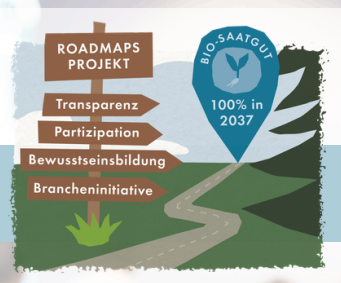 ROADMAPS
PROJEKT
Transparenz
Partizipation
Bewusstseinsbildung
Brancheninitiative
BIO-SAATGUT
100% in
2037